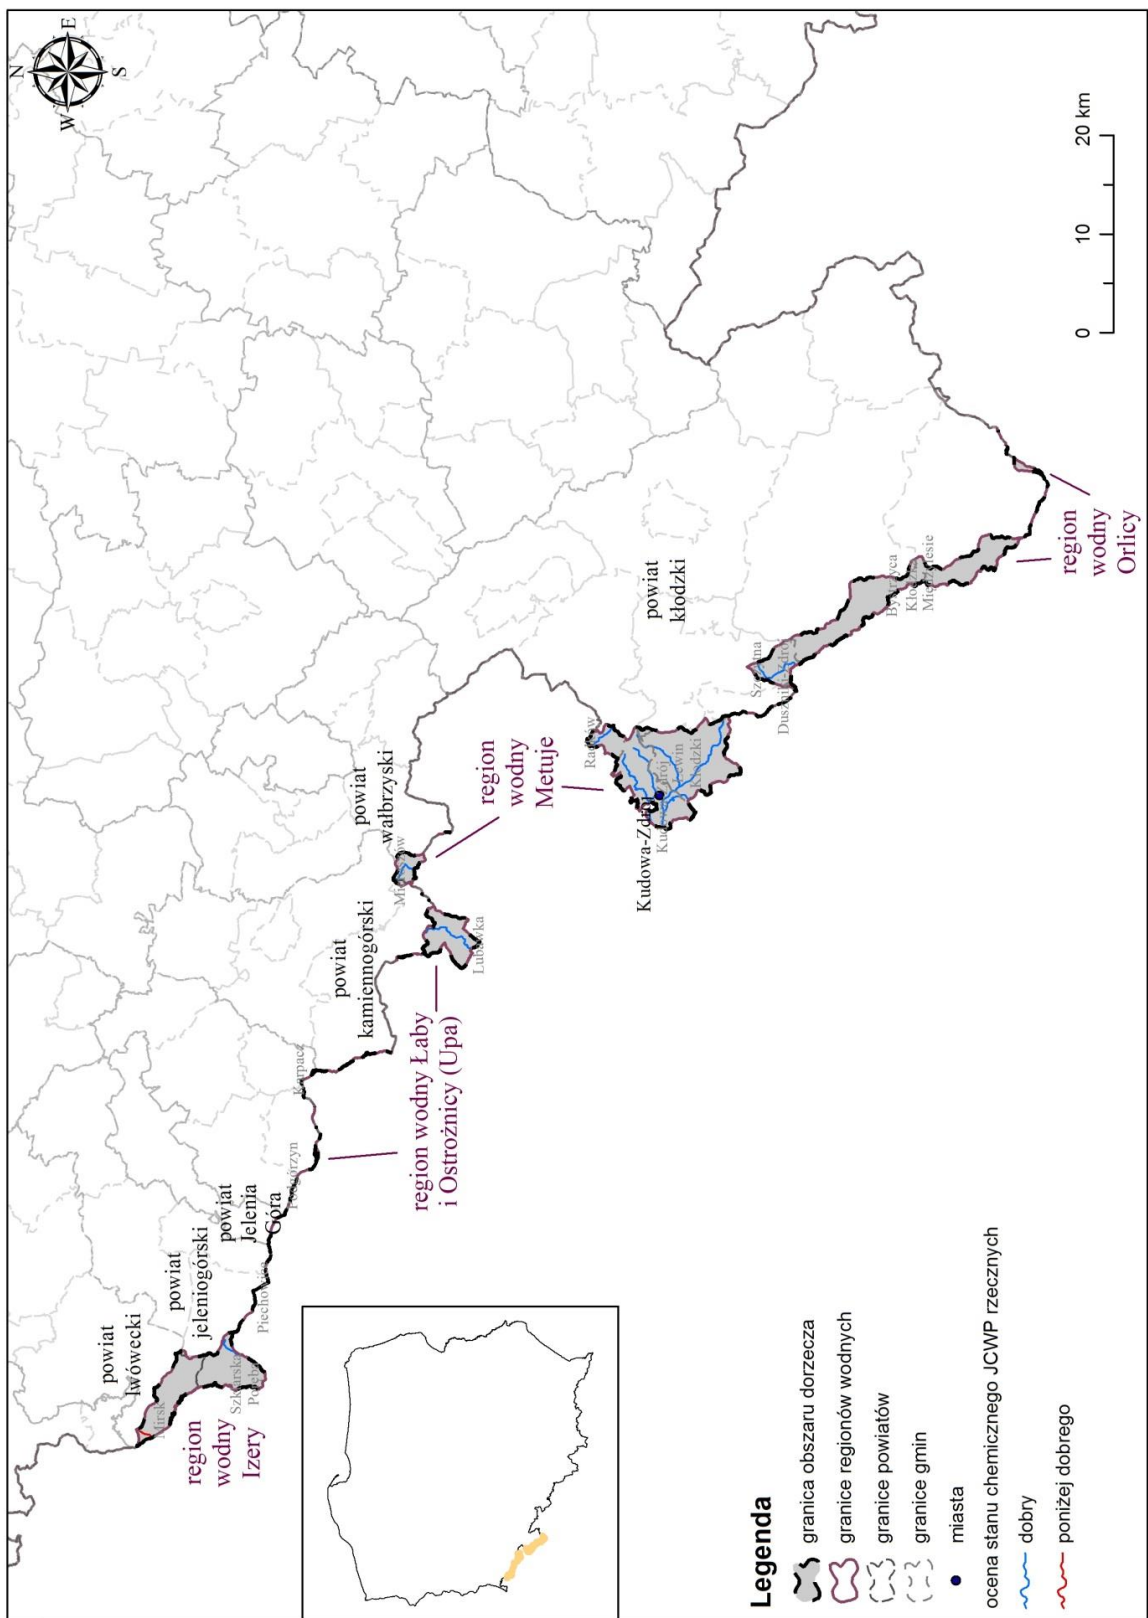 N
E
W
S
powiat
lwówecki
powiat
jeleniogórski
powiat
Jelenia
Góra
powiat
kamiennogórski
powiat
wałbrzyski
powiat
kłodzki
Mirsk
Szklarska
Piechowice
Podgórzyn
Karpacz
Lubawka
Radków
Kudowa-Zdrój
Lewin
Kłodzki
Szczytna
Duszniki-Zdrój
Bystrzyca
Międzylesie
region
wodny
Izery
region wodny Łaby
i Ostrożnicy (Upa)
region
wodny
Metuje
region
wodny
Orlicy
Legenda
granica obszaru dorzecza
granice regionów wodnych
granice powiatów
granice gmin
miasta
ocena stanu chemicznego JCWP rzecznych
dobry
poniżej dobrego
0 10 20 km